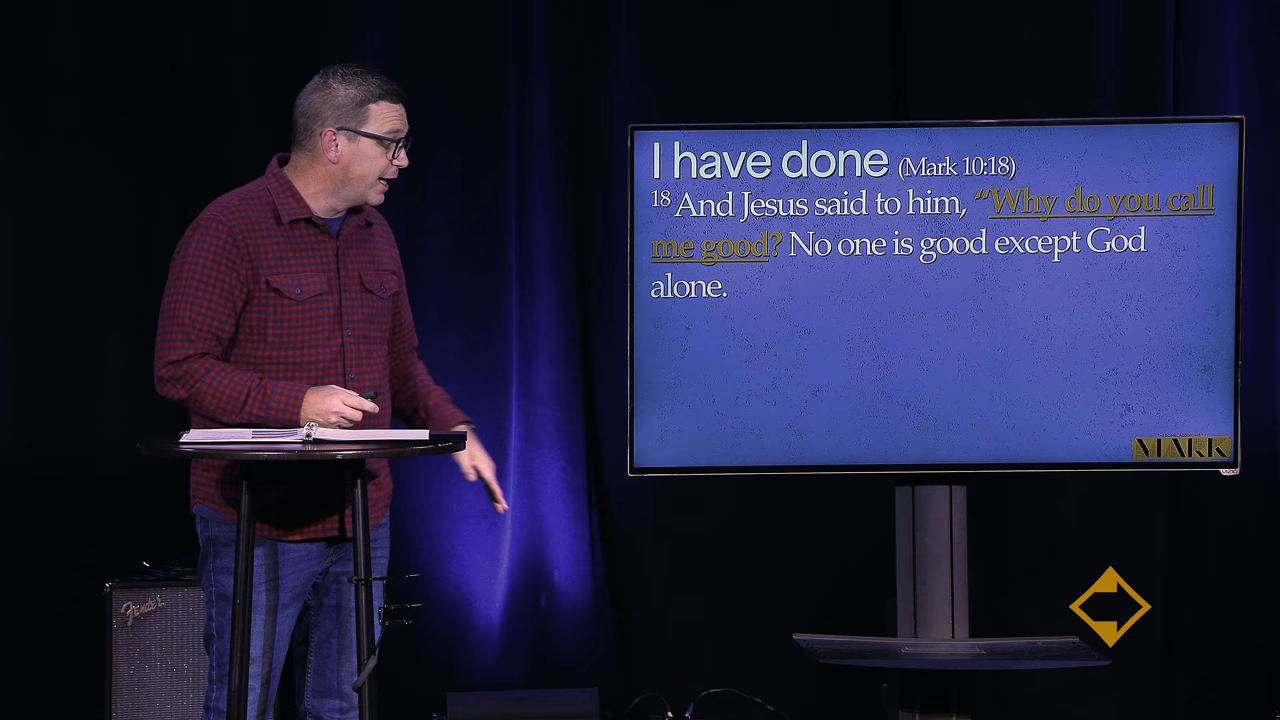 I have done (Mark 10:18)
18 And Jesus said to him, “Why do you call
me good? No one is good except God
alone.
MARK
VIZIO
Fender